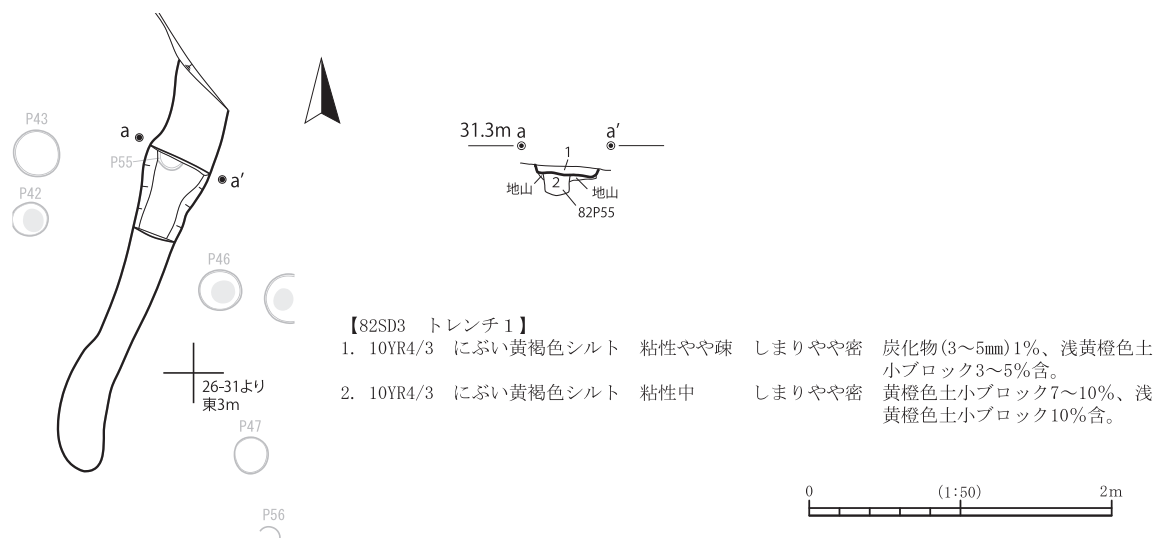 P43
a
P55
a'
P42
P46
26-31より
東3m
P47
P56
31.3m a a'
1
2
地山 地山
82P55
【82SD3 トレンチ1】
1. 10YR4/3 にぶい黄褐色シルト 粘性やや疎 しまりやや密 炭化物(3～5㎜)1%、浅黄橙色土
小ブロック3～5%含。
2. 10YR4/3 にぶい黄褐色シルト 粘性中 しまりやや密 黄橙色土小ブロック7～10%、浅
黄橙色土小ブロック10%含。
0 (1:50) 2m